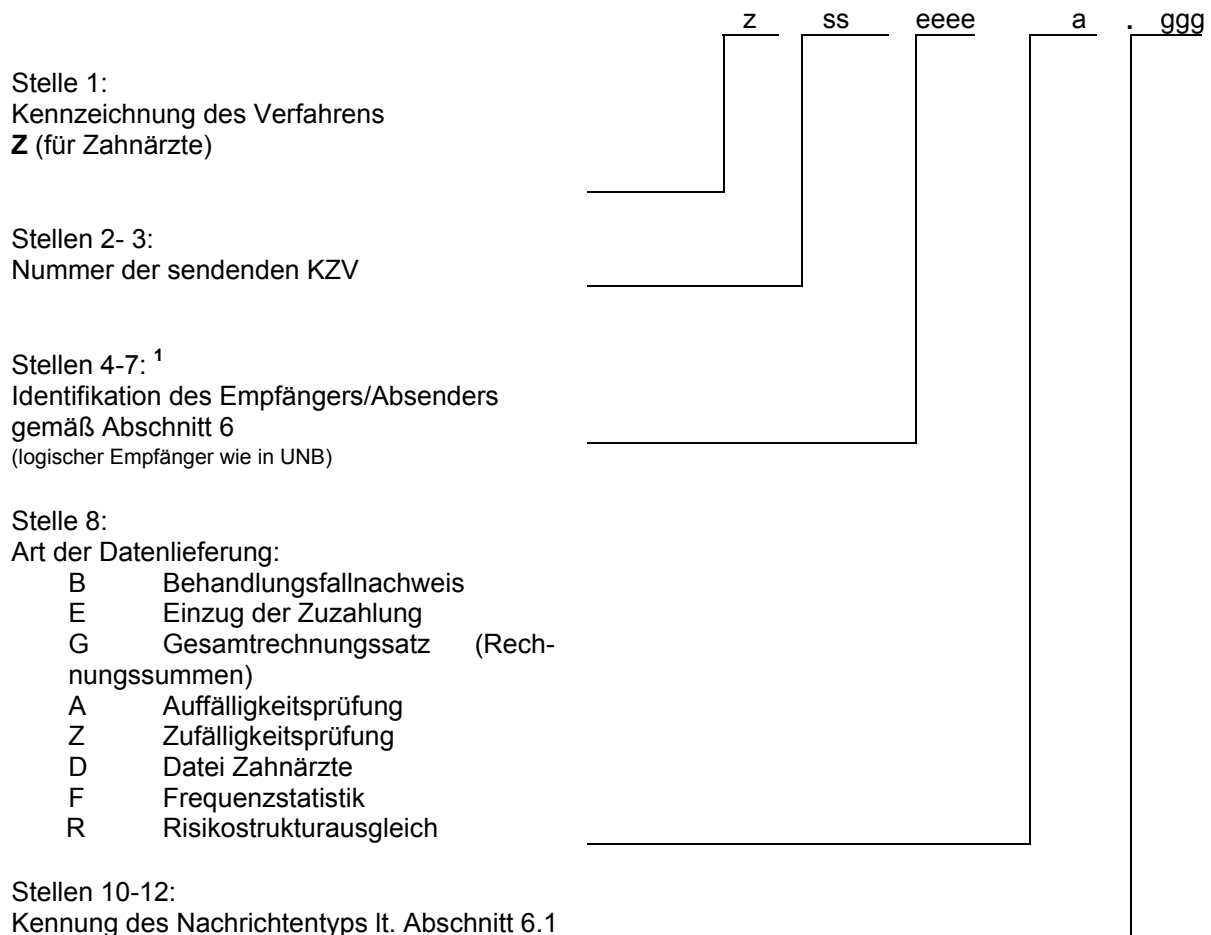 z ss eeee a . ggg
Stelle 1:
Kennzeichnung des Verfahrens
Z (für Zahnärzte)
Stellen 2- 3:
Nummer der sendenden KZV
Stellen 4-7: 1
Identifikation des Empfängers/Absenders
gemäß Abschnitt 6
(logischer Empfänger wie in UNB)
Stelle 8:
Art der Datenlieferung:
B Behandlungsfallnachweis
E Einzug der Zuzahlung
G Gesamtrechnungssatz (Rech-
nungssummen)
A Auffälligkeitsprüfung
Z Zufälligkeitsprüfung
D Datei Zahnärzte
F Frequenzstatistik
R Risikostrukturausgleich
Stellen 10-12:
Kennung des Nachrichtentyps lt. Abschnitt 6.1